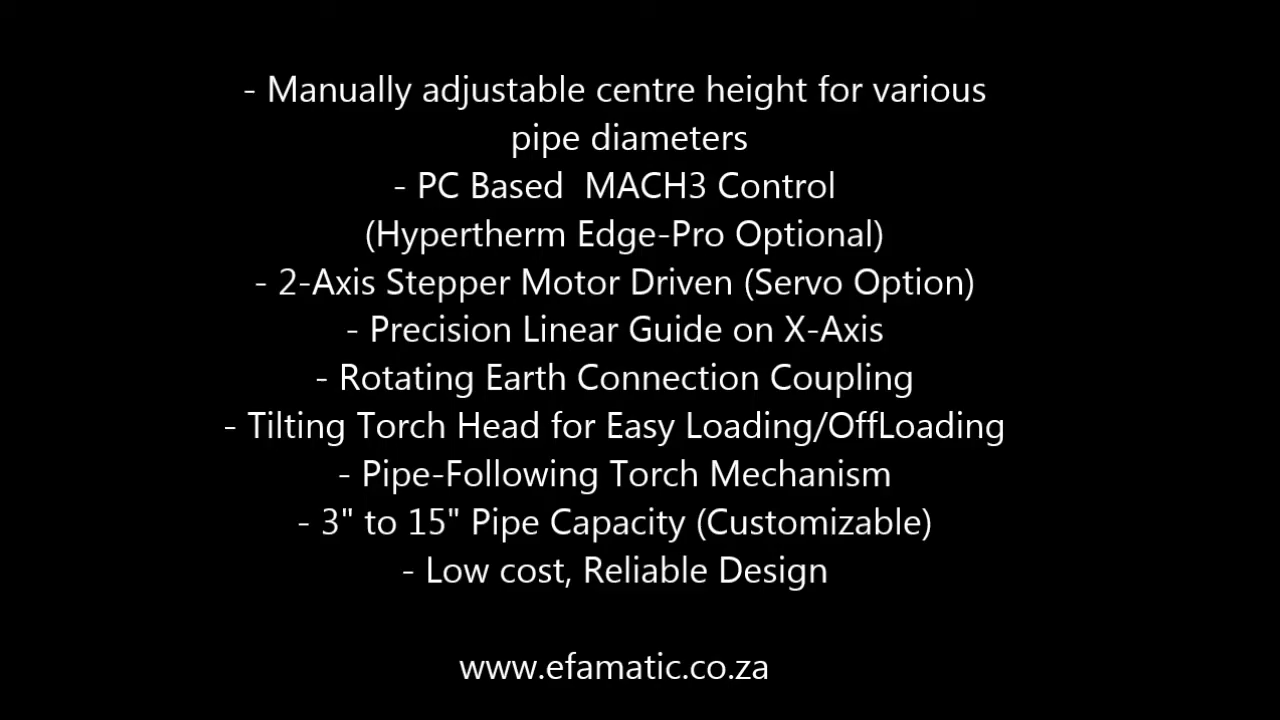 - Manually adjustable centre height for various
pipe diameters
- PC Based  MACH3 Control
(Hypertherm Edge-Pro Optional)
- 2-Axis Stepper Motor Driven (Servo Option)
- Precision Linear Guide on X-Axis
- Rotating Earth Connection Coupling
- Tilting Torch Head for Easy Loading/OffLoading
- Pipe-Following Torch Mechanism
- 3" to 15" Pipe Capacity (Customizable)
- Low cost, Reliable Design
www.efamatic.co.za